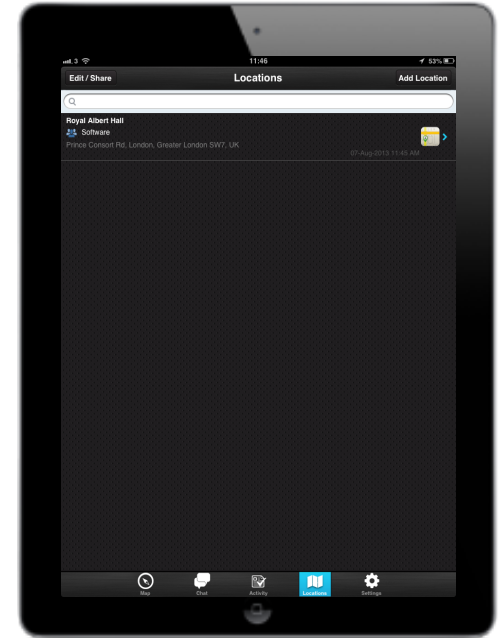 3
11:46
53%
Edit / Share
Locations
Add Location
Royal Albert Hall
Software
Prince Consort Rd, London, Greater London SW7, UK
07-Aug-2013 11:45 AM
Map
Chat
Activity
Locations
Settings